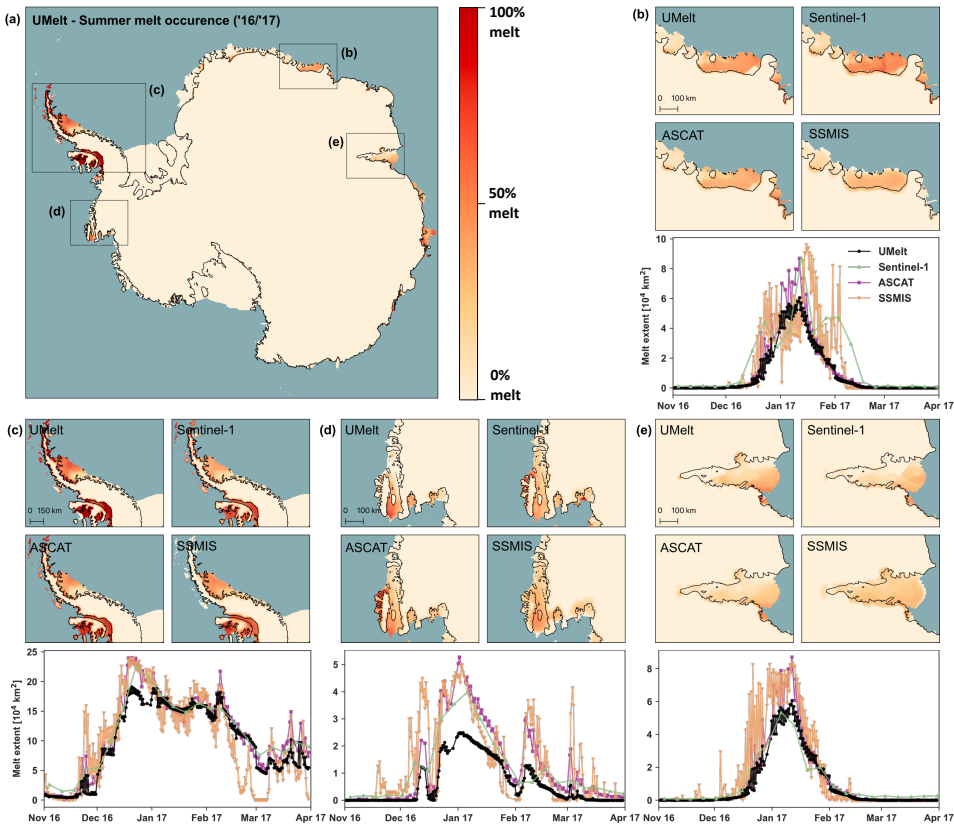 (a)
UMelt - Summer melt occurence ('16/'17)
(b)
(c)
(e)
(d)
100%
melt
50%
melt
0%
melt
(b)
UMelt
Sentinel-1
0 100 km
ASCAT
SSMIS
Melt extent [10⁴ km²]
10
8
6
4
2
0
UMelt
Sentinel-1
ASCAT
SSMIS
Nov 16 Dec 16 Jan 17 Feb 17 Mar 17 Apr 17
(c)
UMelt
Sentinel-1
0 150 km
ASCAT
SSMIS
Melt extent [10⁴ km²]
25
20
15
10
5
0
Nov 16 Dec 16 Jan 17 Feb 17 Mar 17 Apr 17
(d)
UMelt
Sentinel-1
0 100 km
ASCAT
SSMIS
5
4
3
2
1
0
Nov 16 Dec 16 Jan 17 Feb 17 Mar 17 Apr 17
(e)
UMelt
Sentinel-1
0 100 km
ASCAT
SSMIS
8
6
4
2
0
Nov 16 Dec 16 Jan 17 Feb 17 Mar 17 Apr 17